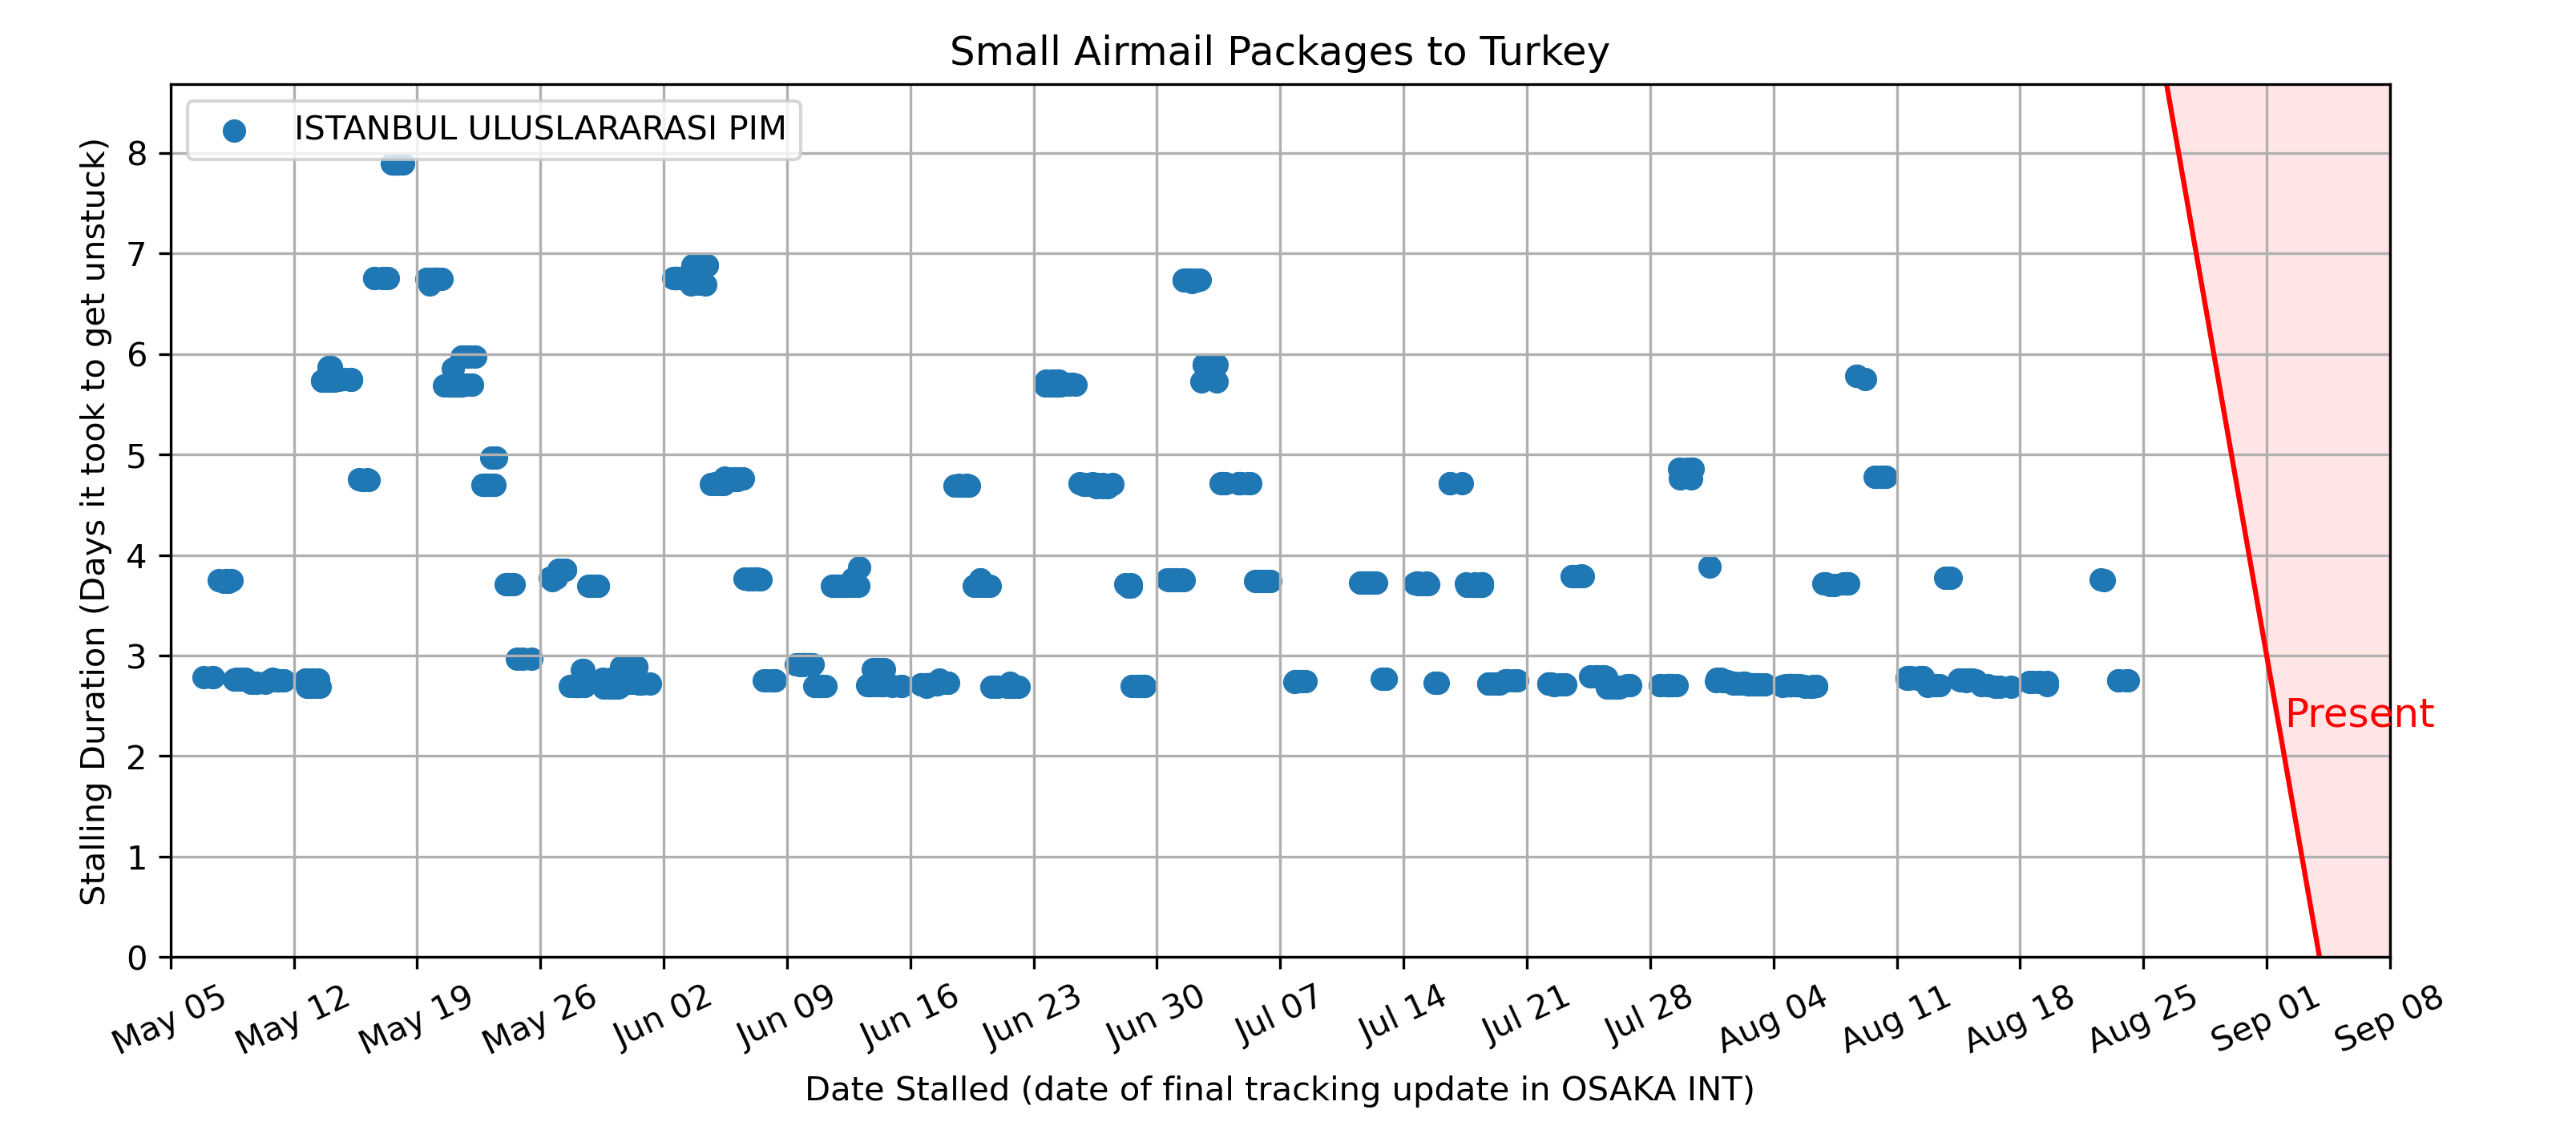 Small Airmail Packages to Turkey
ISTANBUL ULUSLARARASI PIM
Stalling Duration (Days it took to get unstuck)
8
7
6
5
4
3
2
1
0
Present
May 05
May 12
May 19
May 26
Jun 02
Jun 09
Jun 16
Jun 23
Jun 30
Jul 07
Jul 14
Jul 21
Jul 28
Aug 04
Aug 11
Aug 18
Aug 25
Sep 01
Sep 08
Date Stalled (date of final tracking update in OSAKA INT)